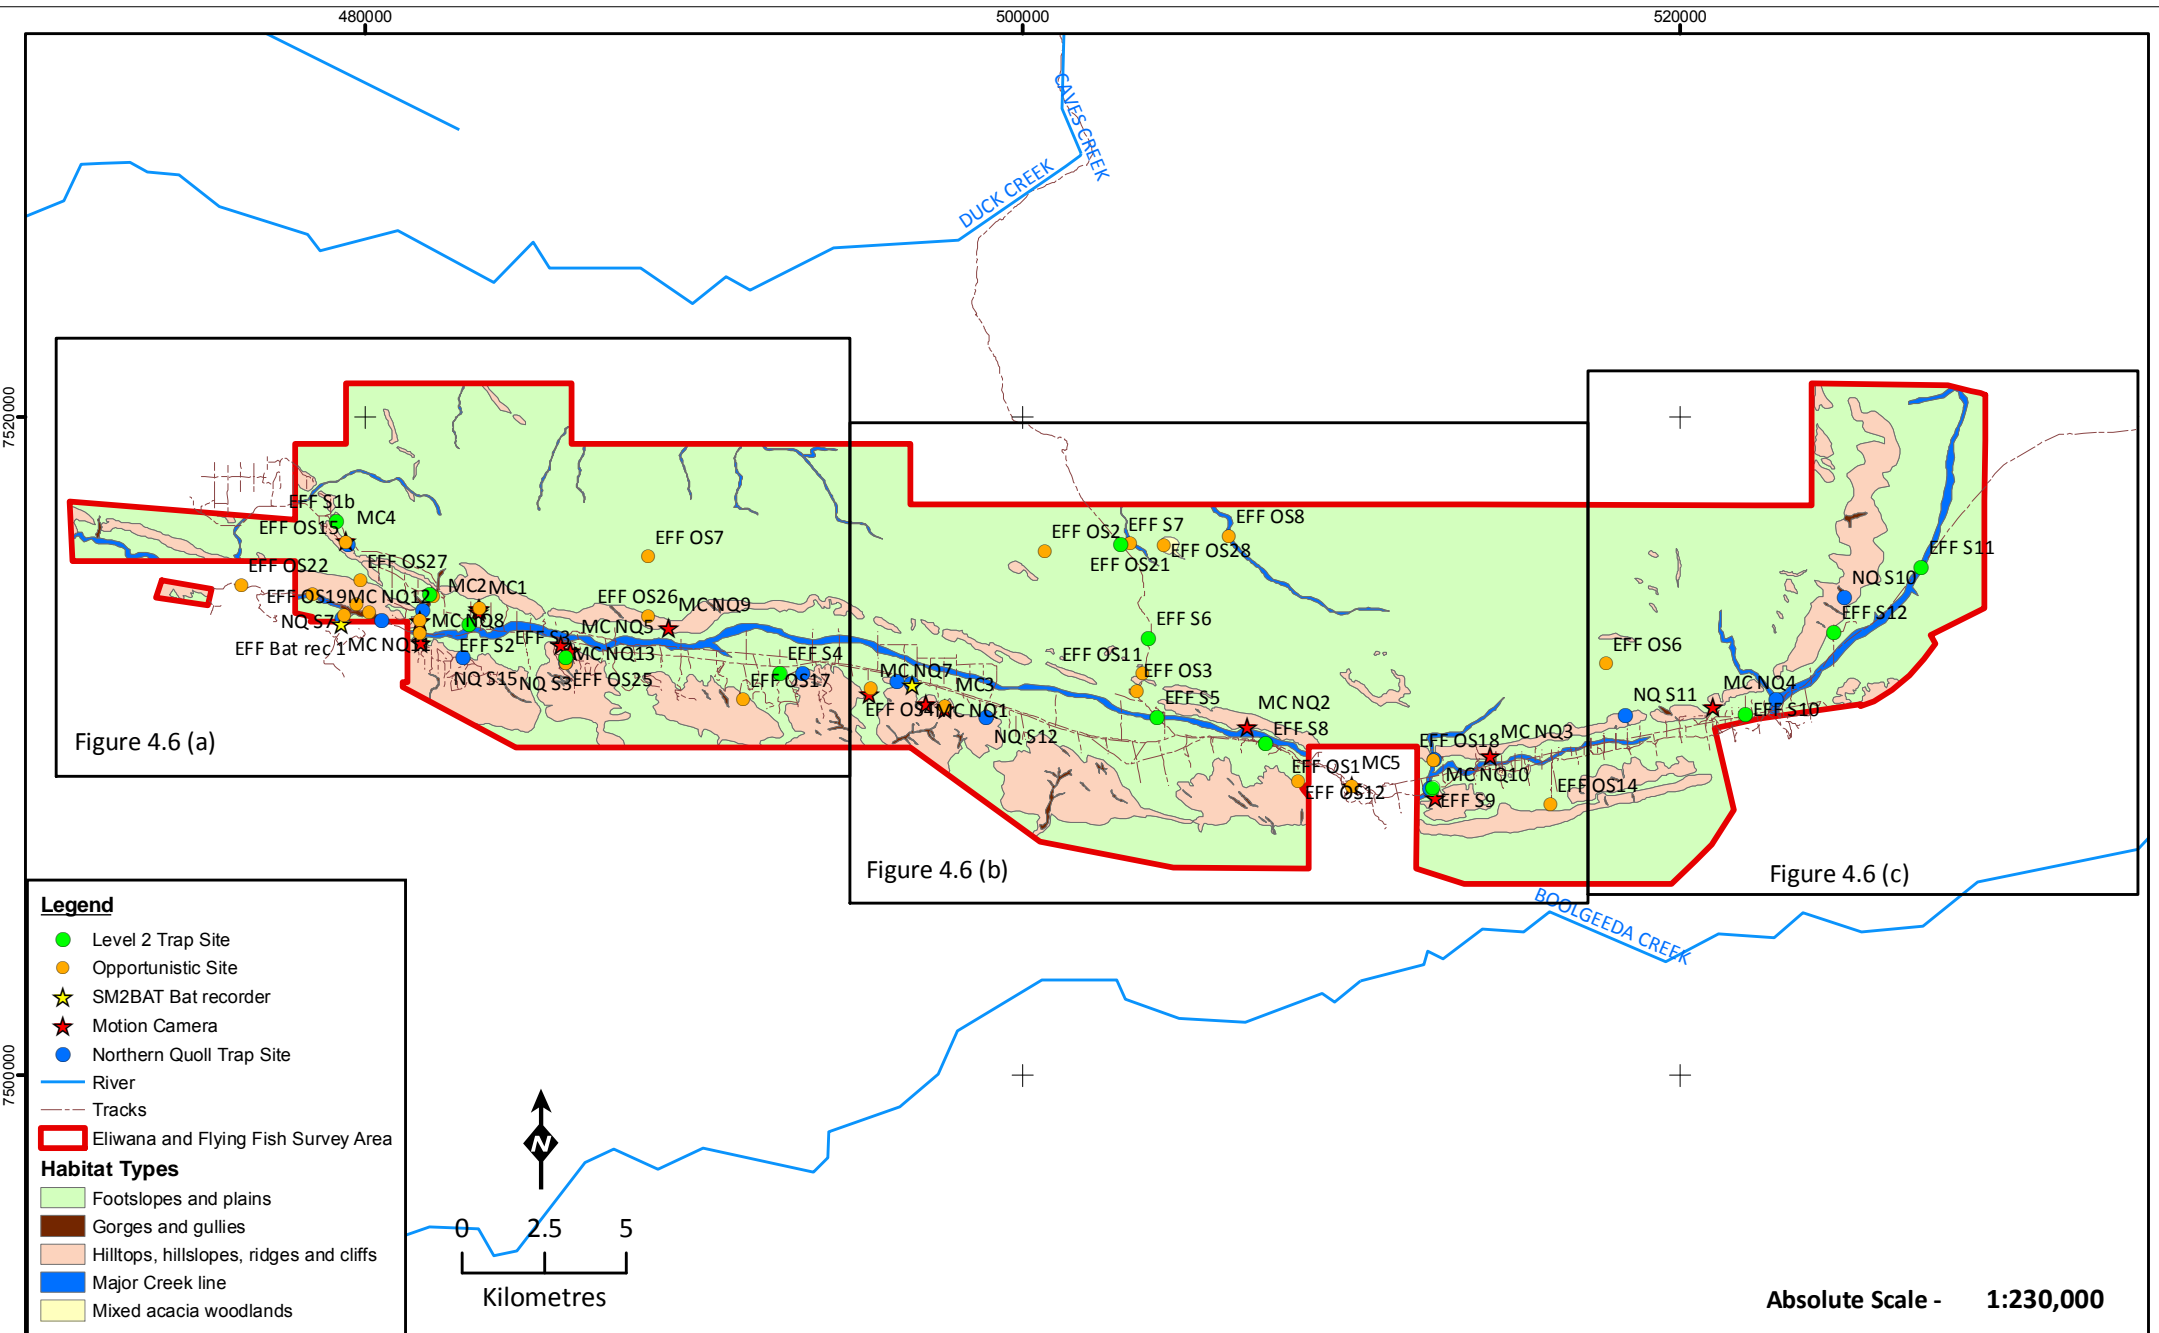 480000
500000
520000
CAVES CREEK
DUCK CREEK
7520000
EFF S1b
MC4
EFF OS15
EFF OS22
EFF OS27
MC2
MC1
EFF OS19
MC NQ12
NQ S7
MC NQ8
EFF Bat rec 1
MC NQ11
EFF S2
EFF S3
NQ S15
NQ S3
EFF OS25
MC NQ13
MC NQ5
EFF OS26
MC NQ9
EFF OS7
EFF S4
EFF OS17
MC NQ7
MC3
EFF OS4
MC NQ1
NQ S12
EFF OS2
EFF S7
EFF OS21
EFF OS28
EFF OS8
EFF S6
EFF OS11
EFF OS3
EFF S5
MC NQ2
EFF S8
EFF OS1
MC5
EFF OS12
EFF OS18
MC NQ3
MC NQ10
EFF S9
EFF OS14
EFF OS6
NQ S11
MC NQ4
EFF S10
EFF S11
NQ S10
EFF S12
Figure 4.6 (a)
Figure 4.6 (b)
Figure 4.6 (c)
BOOLGEEDA CREEK
7500000
Legend
Level 2 Trap Site
Opportunistic Site
SM2BAT Bat recorder
Motion Camera
Northern Quoll Trap Site
River
Tracks
Eliwana and Flying Fish Survey Area
Habitat Types
Footslopes and plains
Gorges and gullies
Hilltops, hillslopes, ridges and cliffs
Major Creek line
Mixed acacia woodlands
N
0 2.5 5
Kilometres
Absolute Scale - 1:230,000